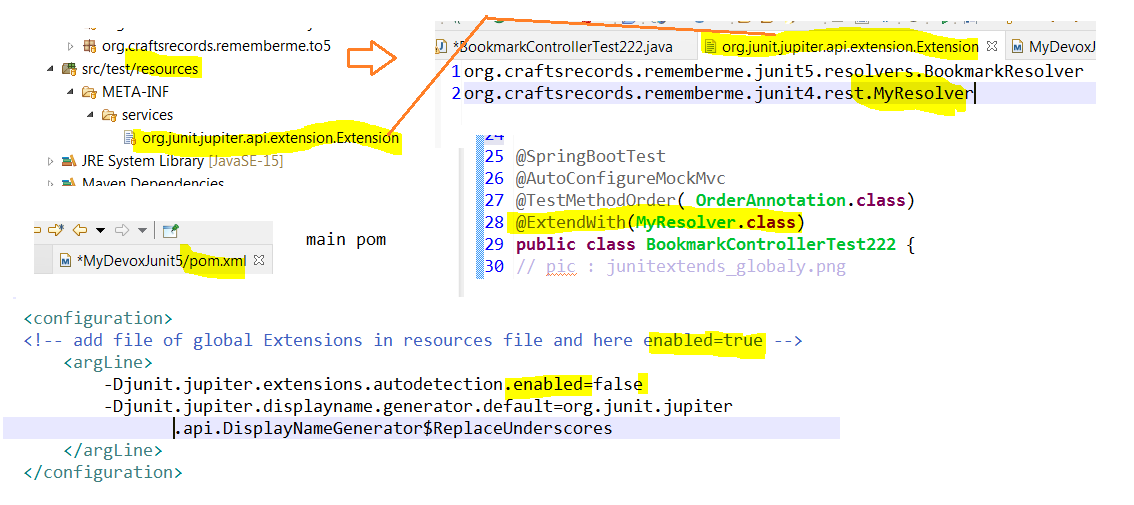 org.craftsrecords.rememberme.to5
src/test/resources
META-INF
services
org.junit.jupiter.api.extension.Extension
JRE System Library [JavaSE-15]
Maven Dependencies
*BookmarkControllerTest222.java
org.junit.jupiter.api.extension.Extension
MyDevoxJ
1 org.craftsrecords.rememberme.junit5.resolvers.BookmarkResolver
2 org.craftsrecords.rememberme.junit4.rest.MyResolver
24
25 @SpringBootTest
26 @AutoConfigureMockMvc
27 @TestMethodOrder( OrderAnnotation.class)
28 @ExtendWith(MyResolver.class)
29 public class BookmarkControllerTest222 {
30 // pic : junitextends_globaly.png
*MyDevoxJunit5/pom.xml
main pom
<configuration>
<!-- add file of global Extensions in resources file and here enabled=true -->
<argLine>
-Djunit.jupiter.extensions.autodetection.enabled=false
-Djunit.jupiter.displayname.generator.default=org.junit.jupiter
.api.DisplayNameGenerator$ReplaceUnderscores
</argLine>
</configuration>